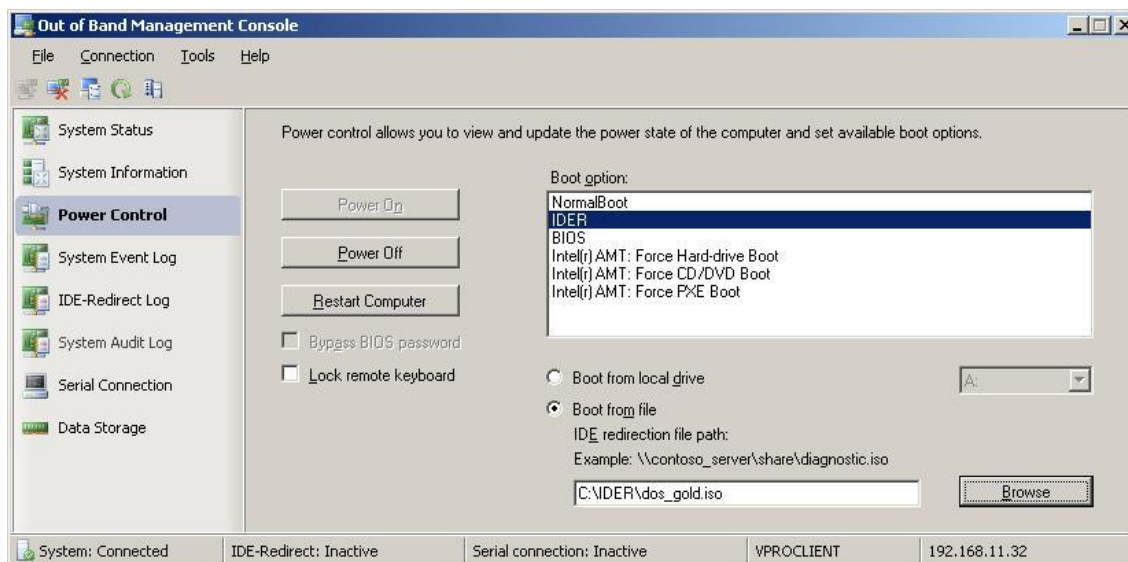 Out of Band Management Console
File Connection Tools Help
System Status
System Information
Power Control
System Event Log
IDE-Redirect Log
System Audit Log
Serial Connection
Data Storage
Power control allows you to view and update the power state of the computer and set available boot options.
Power On
Power Off
Restart Computer
Bypass BIOS password
Lock remote keyboard
Boot option:
NormalBoot
IDER
BIOS
Intel(r) AMT: Force Hard-drive Boot
Intel(r) AMT: Force CD/DVD Boot
Intel(r) AMT: Force PXE Boot
Boot from local drive
A:
Boot from file
IDE redirection file path:
Example: \\contoso_server\share\diagnostic.iso
C:\IDER\dos_gold.iso
Browse
System: Connected IDE-Redirect: Inactive Serial connection: Inactive VPROCLIENT 192.168.11.32